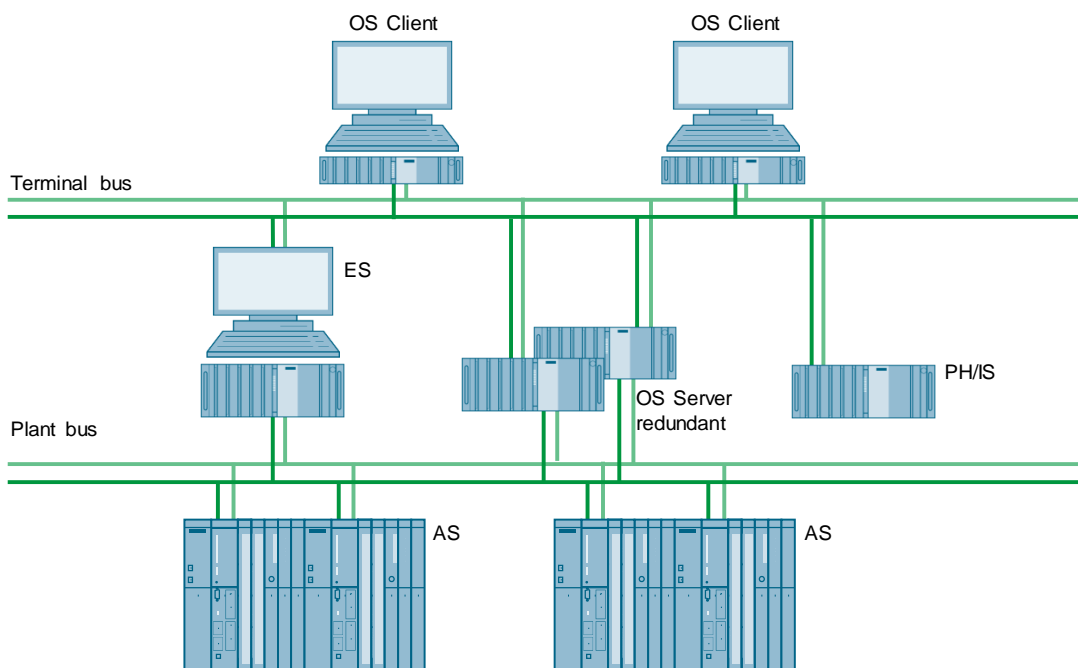 OS Client
OS Client
Terminal bus
ES
PH/IS
OS Server
redundant
Plant bus
AS
AS